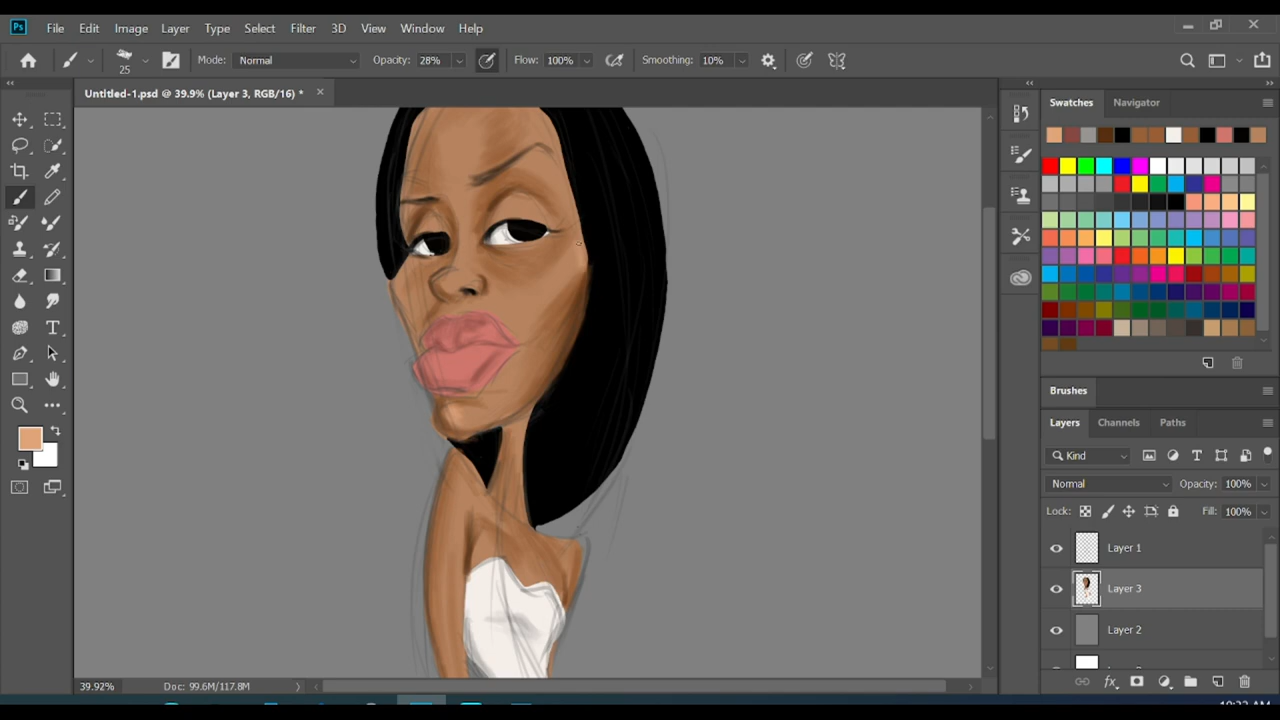 Ps File Edit Image Layer Type Select Filter 3D View Window Help
25 Mode: Normal Opacity: 28% Flow: 100% Smoothing: 10%
Untitled-1.psd @ 39.9% (Layer 3, RGB/16) *
Swatches Navigator
Brushes
Layers Channels Paths
Kind
Normal Opacity: 100%
Lock: Fill: 100%
Layer 1
Layer 3
Layer 2
39.92% Doc: 99.6M/117.8M